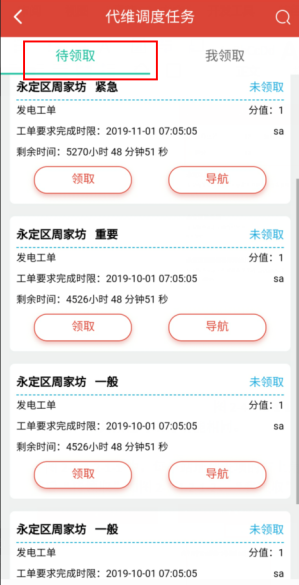 代维调度任务
待领取 我领取
永定区周家坊 紧急 未领取
发电工单 分值：1
工单要求完成时限：2019-11-01 07:05:05 sa
剩余时间：5270小时 48 分钟51 秒
领取 导航
永定区周家坊 重要 未领取
发电工单 分值：1
工单要求完成时限：2019-10-01 07:05:05 sa
剩余时间：4526小时 48 分钟51 秒
领取 导航
永定区周家坊 一般 未领取
发电工单 分值：1
工单要求完成时限：2019-10-01 07:05:05 sa
剩余时间：4526小时 48 分钟51 秒
领取 导航
永定区周家坊 一般 未领取
发电工单 分值：1
工单要求完成时限：2019-10-01 07:05:05 sa